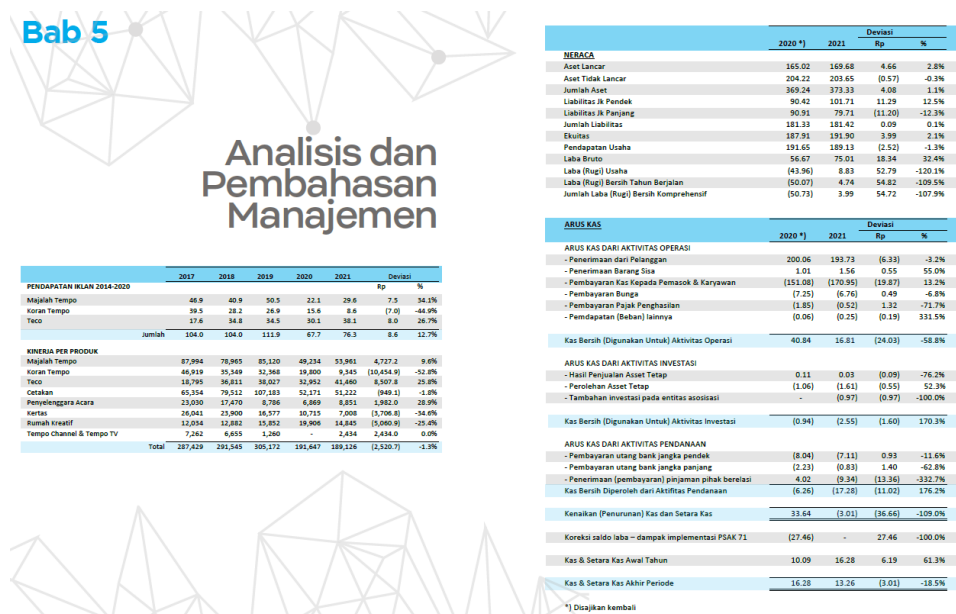 Bab 5
Analisis dan
Pembahasan
Manajemen
2017 2018 2019 2020 2021 Deviasi
PENDAPATAN IKLAN 2014-2020 Rp %
Majalah Tempo 46.9 40.9 50.5 22.1 29.6 7.5 34.1%
Koran Tempo 39.5 28.2 26.9 15.6 8.6 (7.0) -44.9%
Teco 17.6 34.8 34.5 30.1 38.1 8.0 26.7%
Jumlah 104.0 104.0 111.9 67.7 76.3 8.6 12.7%
KINERJA PER PRODUK
Majalah Tempo 87,994 78,965 85,120 49,234 53,961 4,727.2 9.6%
Koran Tempo 46,919 35,349 32,368 19,800 9,345 (10,454.9) -52.8%
Teco 18,795 36,811 38,027 32,952 41,460 8,507.8 25.8%
Cetakan 65,354 79,512 107,183 52,171 51,222 (949.1) -1.8%
Penyelenggara Acara 23,030 17,470 8,786 6,869 8,851 1,982.0 28.9%
Kertas 26,041 23,900 16,577 10,715 7,008 (3,706.8) -34.6%
Rumah Kreatif 12,034 12,882 15,852 19,906 14,845 (5,060.9) -25.4%
Tempo Channel & Tempo TV 7,262 6,655 1,260 - 2,434 2,434.0 0.0%
Total 287,429 291,545 305,172 191,647 189,126 (2,520.7) -1.3%
Deviasi
2020 *) 2021 Rp %
NERACA
Aset Lancar 165.02 169.68 4.66 2.8%
Aset Tidak Lancar 204.22 203.65 (0.57) -0.3%
Jumlah Aset 369.24 373.33 4.08 1.1%
Liabilitas Jk Pendek 90.42 101.71 11.29 12.5%
Liabilitas Jk Panjang 90.91 79.71 (11.20) -12.3%
Jumlah Liabilitas 181.33 181.42 0.09 0.1%
Ekuitas 187.91 191.90 3.99 2.1%
Pendapatan Usaha 191.65 189.13 (2.52) -1.3%
Laba Bruto 56.67 75.01 18.34 32.4%
Laba (Rugi) Usaha (43.96) 8.83 52.79 -120.1%
Laba (Rugi) Bersih Tahun Berjalan (50.07) 4.74 54.82 -109.5%
Jumlah Laba (Rugi) Bersih Komprehensif (50.73) 3.99 54.72 -107.9%
ARUS KAS Deviasi
2020 *) 2021 Rp %
ARUS KAS DARI AKTIVITAS OPERASI
- Penerimaan dari Pelanggan 200.06 193.73 (6.33) -3.2%
- Penerimaan Barang Sisa 1.01 1.56 0.55 55.0%
- Pembayaran Kas Kepada Pemasok & Karyawan (151.08) (170.95) (19.87) 13.2%
- Pembayaran Bunga (7.25) (6.76) 0.49 -6.8%
- Pembayaran Pajak Penghasilan (1.85) (0.52) 1.32 -71.7%
- Pemdapatan (Beban) lainnya (0.06) (0.25) (0.19) 331.5%
Kas Bersih (Digunakan Untuk) Aktivitas Operasi 40.84 16.81 (24.03) -58.8%
ARUS KAS DARI AKTIVITAS INVESTASI
- Hasil Penjualan Asset Tetap 0.11 0.03 (0.09) -76.2%
- Perolehan Aset Tetap (1.06) (1.61) (0.55) 52.3%
- Tambahan investasi pada entitas asosisasi - (0.97) (0.97) -100.0%
Kas Bersih (Digunakan Untuk) Aktivitas Investasi (0.94) (2.55) (1.60) 170.3%
ARUS KAS DARI AKTIVITAS PENDANAAN
- Pembayaran utang bank jangka pendek (8.04) (7.11) 0.93 -11.6%
- Pembayaran utang bank jangka panjang (2.23) (0.83) 1.40 -62.8%
- Penerimaan (pembayaran) pinjaman pihak berelasi 4.02 (9.34) (13.36) -332.7%
Kas Bersih Diperoleh dari Aktifitas Pendanaan (6.26) (17.28) (11.02) 176.2%
Kenaikan (Penurunan) Kas dan Setara Kas 33.64 (3.01) (36.66) -109.0%
Koreksi saldo laba – dampak implementasi PSAK 71 (27.46) - 27.46 -100.0%
Kas & Setara Kas Awal Tahun 10.09 16.28 6.19 61.3%
Kas & Setara Kas Akhir Periode 16.28 13.26 (3.01) -18.5%
*) Disajikan kembali